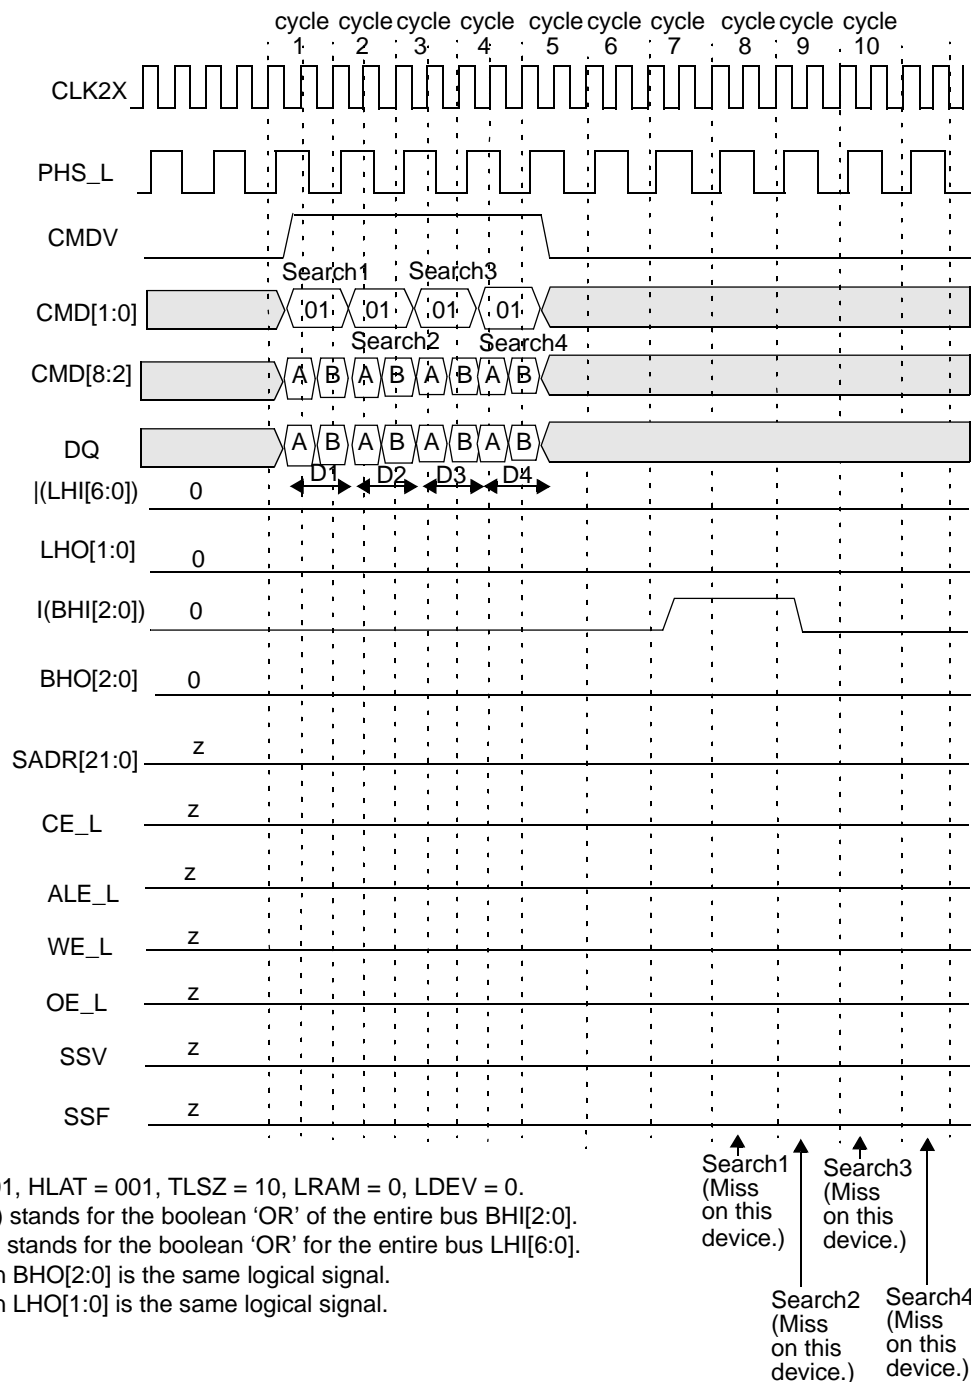 cycle cycle cycle cycle cycle cycle cycle cycle cycle cycle
1 2 3 4 5 6 7 8 9 10
CLK2X
PHS_L
CMDV
Search1 Search3
CMD[1:0] 01 01 01 01
Search2 Search4
CMD[8:2] A B A B A B A B
DQ A B A B A B A B
D1 D2 D3 D4
|(LHI[6:0]) 0
LHO[1:0] 0
I(BHI[2:0]) 0
BHO[2:0] 0
SADR[21:0] z
CE_L z
ALE_L z
WE_L z
OE_L z
SSV z
SSF z
Search1
(Miss
on this
device.)
Search3
(Miss
on this
device.)
Search2
(Miss
on this
device.)
Search4
(Miss
on this
device.)
1, HLAT = 001, TLSZ = 10, LRAM = 0, LDEV = 0.
) stands for the boolean ‘OR’ of the entire bus BHI[2:0].
stands for the boolean ‘OR’ for the entire bus LHI[6:0].
n BHO[2:0] is the same logical signal.
n LHO[1:0] is the same logical signal.